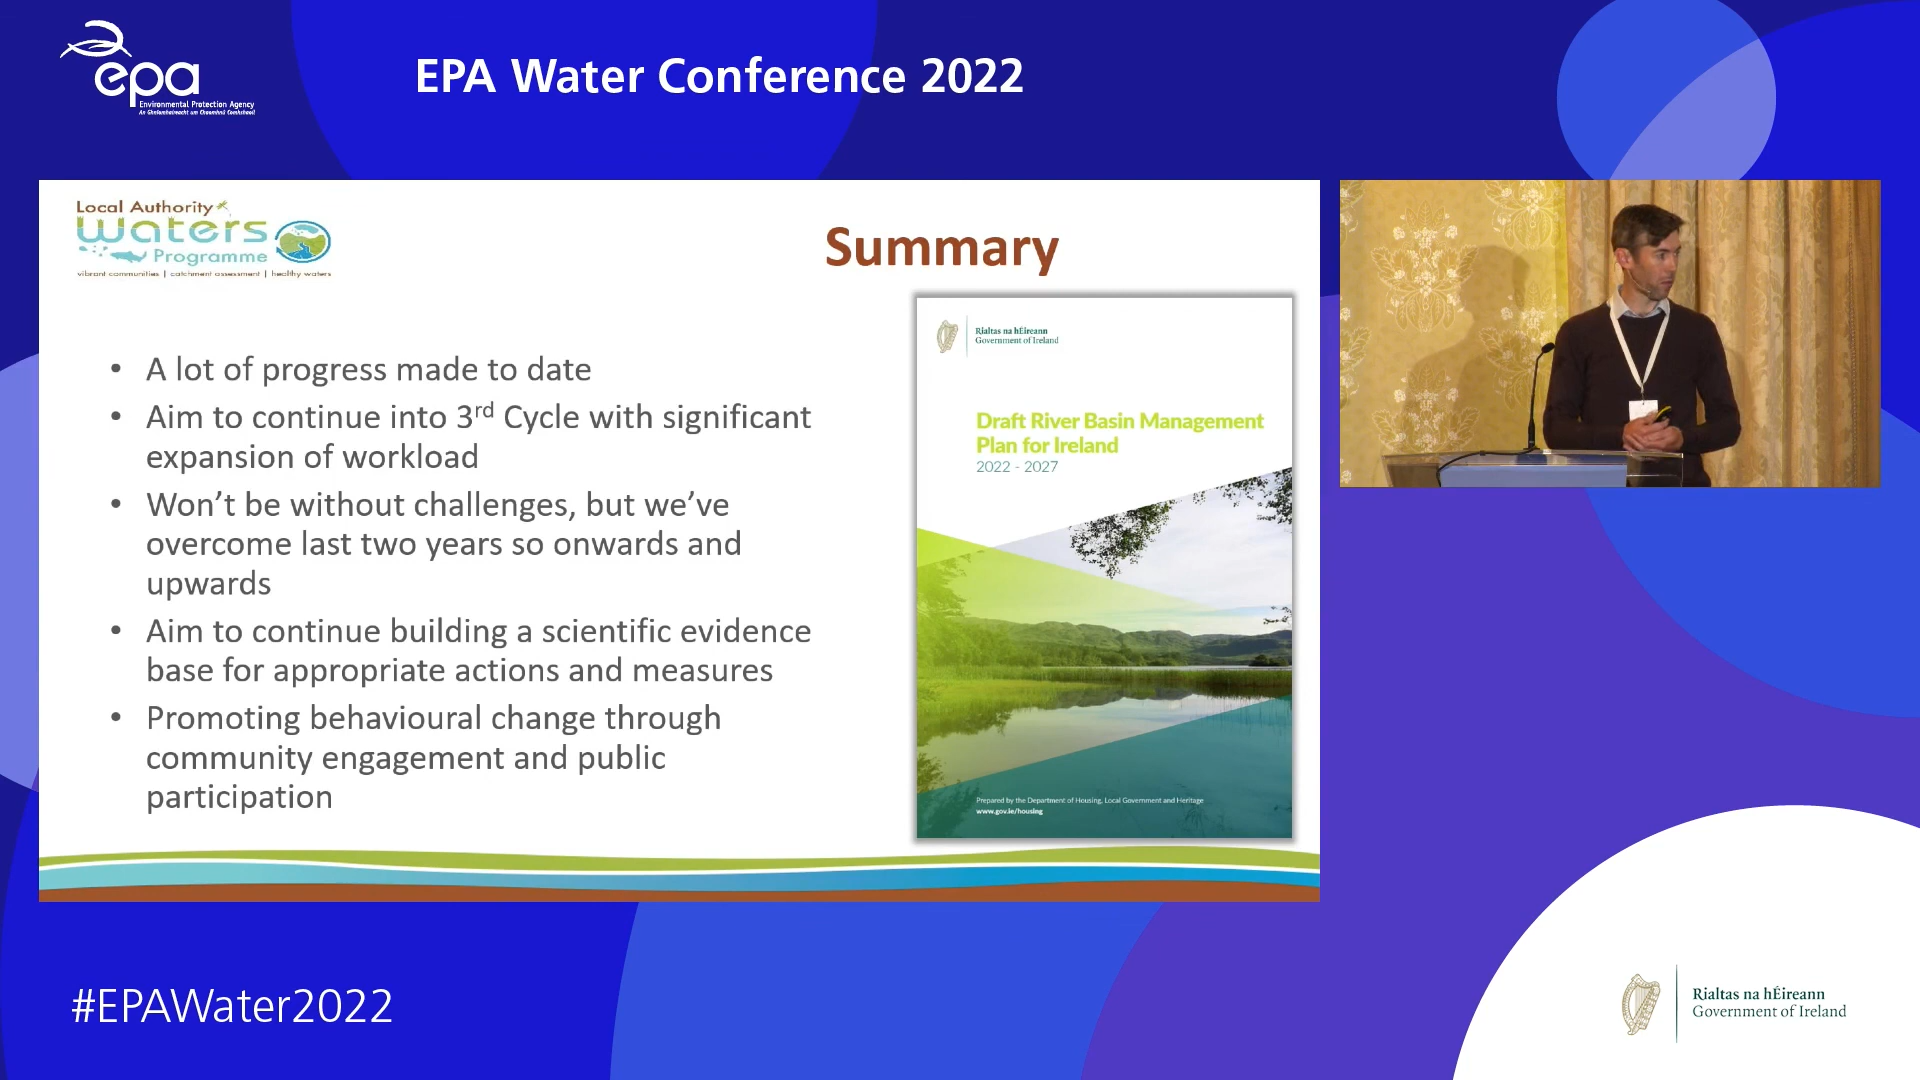 epa
Environmental Protection Agency
An Ghníomhaireacht um Chaomhnú Comhshaoil
EPA Water Conference 2022
Local Authority
Waters
Programme
vibrant communities | catchment assessment | healthy waters
Summary
• A lot of progress made to date
• Aim to continue into 3rd Cycle with significant
expansion of workload
• Won’t be without challenges, but we’ve
overcome last two years so onwards and
upwards
• Aim to continue building a scientific evidence
base for appropriate actions and measures
• Promoting behavioural change through
community engagement and public
participation
Rialtas na hÉireann
Government of Ireland
Draft River Basin Management
Plan for Ireland
2022 - 2027
Prepared by the Department of Housing, Local Government and Heritage
www.gov.ie/housing
#EPAWater2022
Rialtas na hÉireann
Government of Ireland